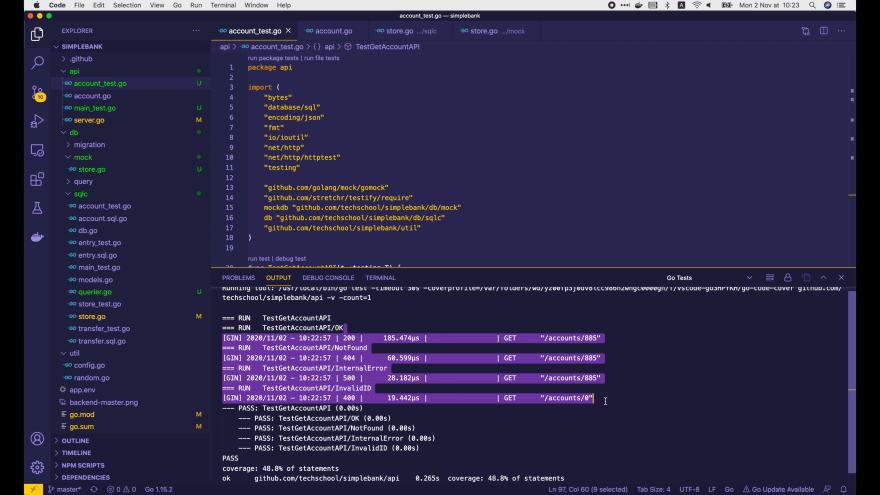 Code File Edit Selection View Go Run Terminal Window Help
Mon 2 Nov at 10:23
account_test.go — simplebank
EXPLORER
SIMPLEBANK
.github
api
account_test.go U
account.go
main_test.go U
server.go M
db
migration
mock
store.go U
query
sqlc
account_test.go
account.sql.go
db.go
entry_test.go
entry.sql.go
main_test.go
models.go
querier.go U
store_test.go
store.go M
transfer_test.go
transfer.sql.go
util
config.go
random.go
app.env
backend-master.png
go.mod M
go.sum M
OUTLINE
TIMELINE
NPM SCRIPTS
DEPENDENCIES
account_test.go account.go store.go .../sqlc store.go .../mock
api > account_test.go > {} api > TestGetAccountAPI
run package tests | run file tests
1 package api
2
3 import (
4 "bytes"
5 "database/sql"
6 "encoding/json"
7 "fmt"
8 "io/ioutil"
9 "net/http"
10 "net/http/httptest"
11 "testing"
12
13 "github.com/golang/mock/gomock"
14 "github.com/stretchr/testify/require"
15 mockdb "github.com/techschool/simplebank/db/mock"
16 db "github.com/techschool/simplebank/db/sqlc"
17 "github.com/techschool/simplebank/util"
18 )
19
run test | debug test
PROBLEMS OUTPUT DEBUG CONSOLE TERMINAL
Go Tests
techschool/simplebank/api -v -count=1
=== RUN TestGetAccountAPI
=== RUN TestGetAccountAPI/OK
[GIN] 2020/11/02 - 10:22:57 | 200 | 185.474µs | | GET "/accounts/885"
=== RUN TestGetAccountAPI/NotFound
[GIN] 2020/11/02 - 10:22:57 | 404 | 60.599µs | | GET "/accounts/885"
=== RUN TestGetAccountAPI/InternalError
[GIN] 2020/11/02 - 10:22:57 | 500 | 28.182µs | | GET "/accounts/885"
=== RUN TestGetAccountAPI/InvalidID
[GIN] 2020/11/02 - 10:22:57 | 400 | 19.442µs | | GET "/accounts/0"
--- PASS: TestGetAccountAPI (0.00s)
--- PASS: TestGetAccountAPI/OK (0.00s)
--- PASS: TestGetAccountAPI/NotFound (0.00s)
--- PASS: TestGetAccountAPI/InternalError (0.00s)
--- PASS: TestGetAccountAPI/InvalidID (0.00s)
PASS
coverage: 48.8% of statements
ok github.com/techschool/simplebank/api 0.265s coverage: 48.8% of statements
master* 0 0 Go 1.15.2
Ln 97, Col 60 (9 selected) Tab Size: 4 UTF-8 LF Go Go Update Available